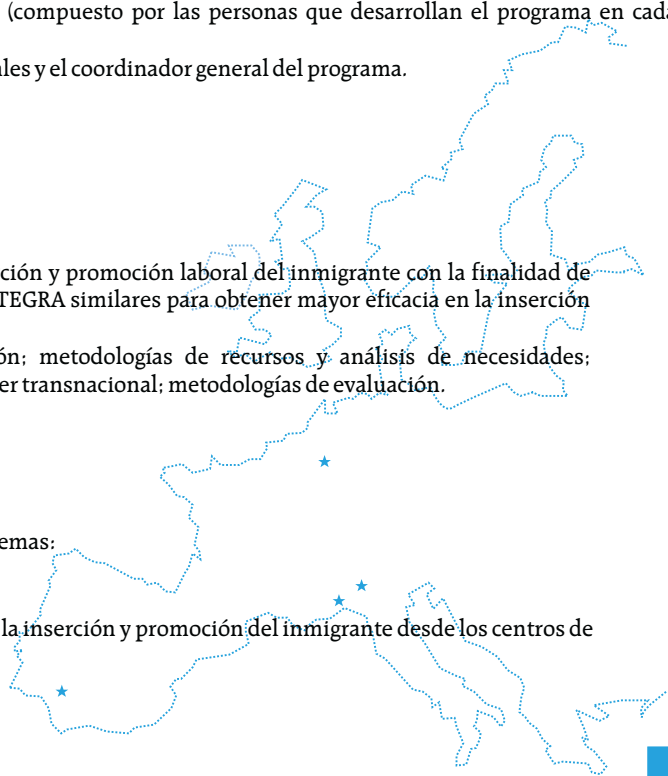 (compuesto por las personas que desarrollan el programa en cada
les y el coordinador general del programa.
ción y promoción laboral del inmigrante con la finalidad de
TEGRA similares para obtener mayor eficacia en la inserción
ón; metodologías de recursos y análisis de necesidades;
er transnacional; metodologías de evaluación.
emas:
la inserción y promoción del inmigrante desde los centros de